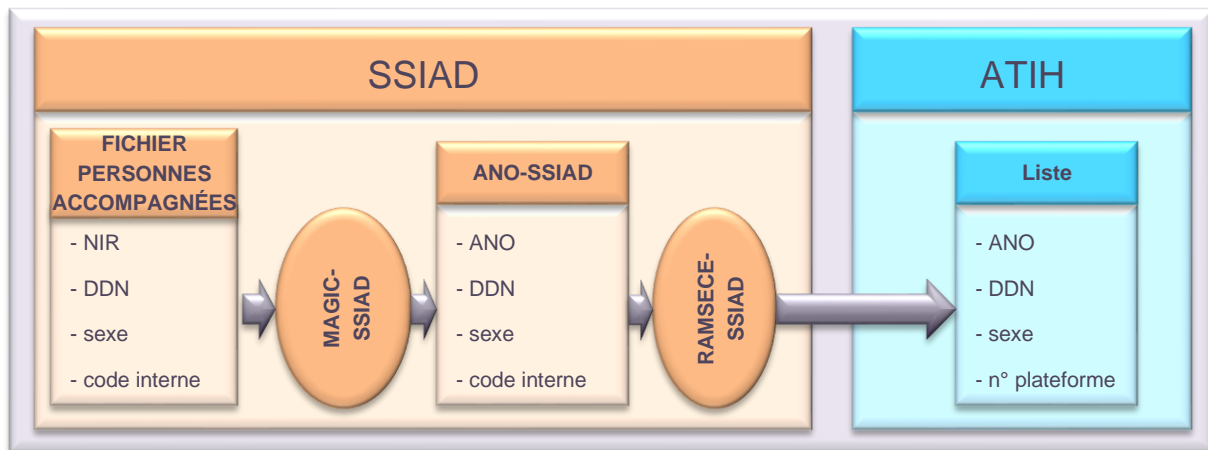 SSIAD
ATIH
FICHIER
PERSONNES
ACCOMPAGNÉES
- NIR
- DDN
- sexe
- code interne
MAGIC-
SSIAD
ANO-SSIAD
- ANO
- DDN
- sexe
- code interne
RAMSECE-
SSIAD
Liste
- ANO
- DDN
- sexe
- n° plateforme